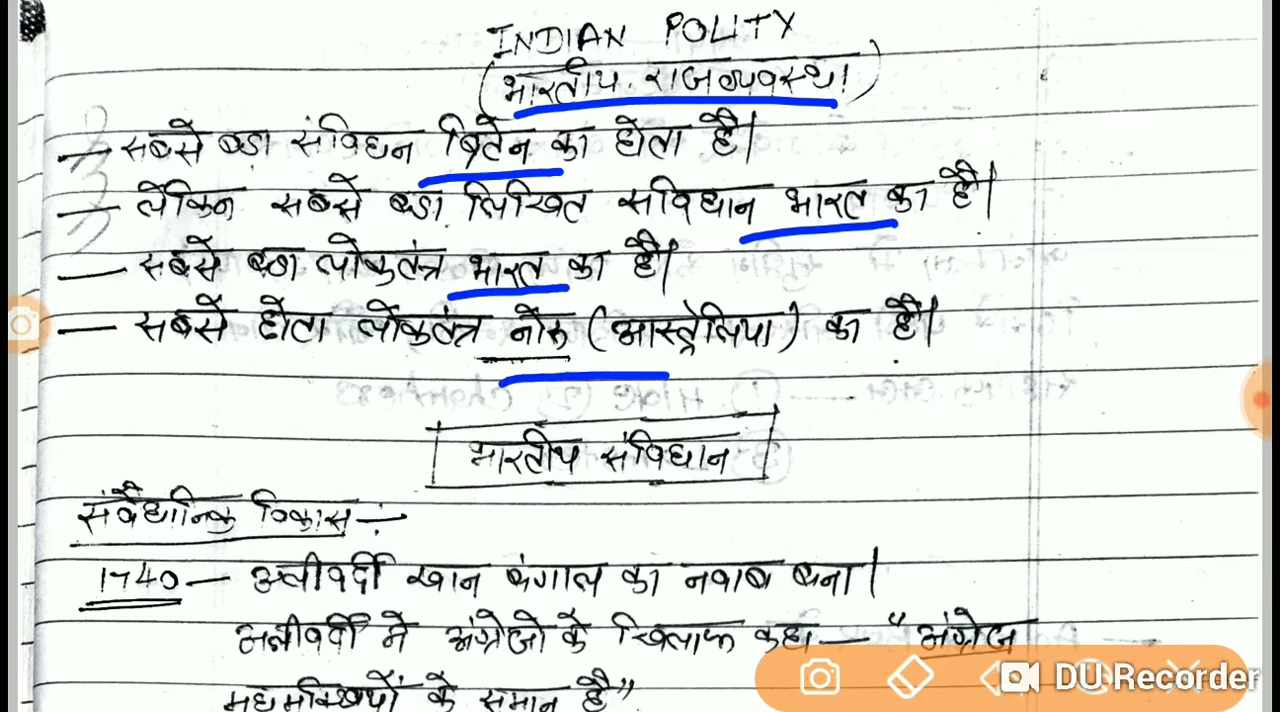 INDIAN POLITY
(भारतीय राजव्यवस्था)
— सबसे बड़ा संविधान ब्रिटेन का होता है।
— लेकिन सबसे बड़ा लिखित संविधान भारत का है।
— सबसे बड़ा लोकतंत्र भारत का है।
— सबसे छोटा लोकतंत्र नौरु (आस्ट्रेलिया) का है।
भारतीय संविधान
संवैधानिक विकास :-
1740 — अलीवर्दी खान बंगाल का नवाब बना।
अलीवर्दी ने अंग्रेजो के खिलाफ कहा — "अंग्रेज
मधुमक्खियों के समान है"
DU Recorder